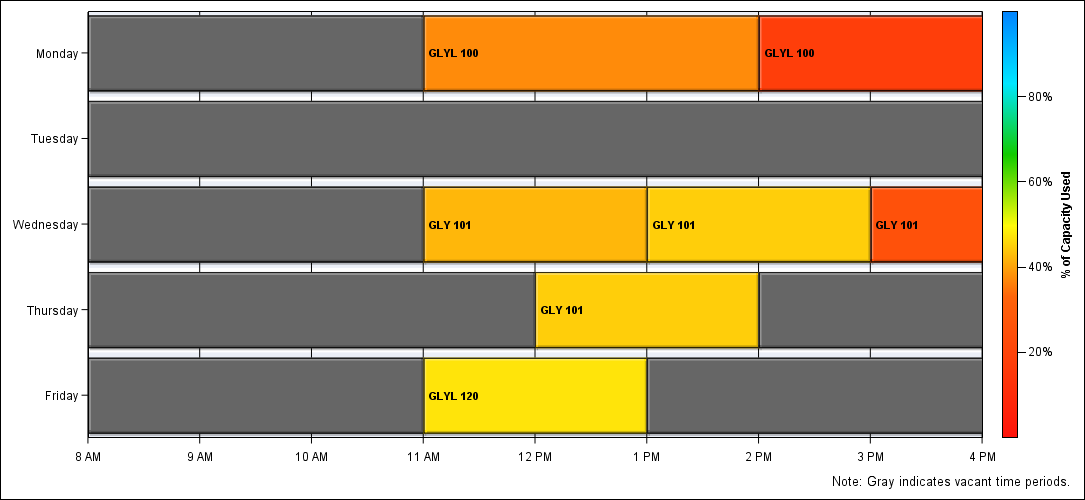 Monday
GLYL 100
GLYL 100
Tuesday
Wednesday
GLY 101
GLY 101
GLY 101
Thursday
GLY 101
Friday
GLYL 120
8 AM
9 AM
10 AM
11 AM
12 PM
1 PM
2 PM
3 PM
4 PM
80%
60%
40%
20%
% of Capacity Used
Note: Gray indicates vacant time periods.